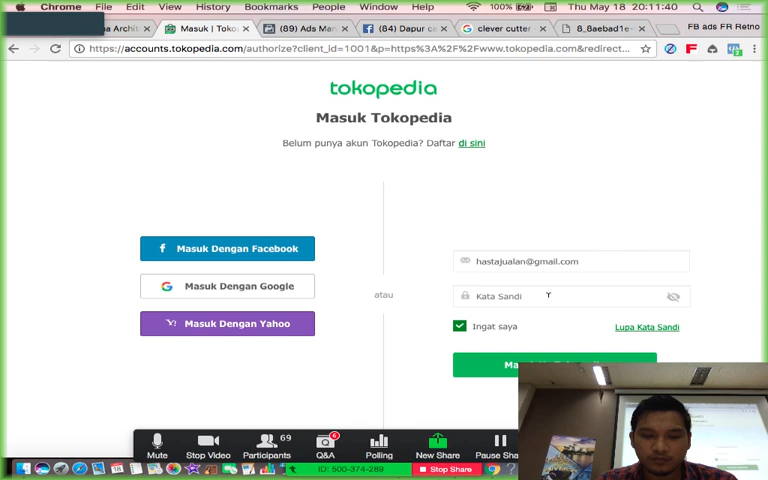 Chrome File Edit View History Bookmarks People Window Help 100% Thu May 18 20:11:40
Masuk | Toko (89) Ads Man (84) Dapur ca clever cutter 8_8aebad1e- FB ads FR Retno
https://accounts.tokopedia.com/authorize?client_id=1001&p=https%3A%2F%2Fwww.tokopedia.com&redirect...
tokopedia
Masuk Tokopedia
Belum punya akun Tokopedia? Daftar di sini
Masuk Dengan Facebook
Masuk Dengan Google
Masuk Dengan Yahoo
atau
hastajualan@gmail.com
Kata Sandi
Ingat saya Lupa Kata Sandi
6
69
Mute Stop Video Participants Q&A Polling New Share Pause Sha
ID: 500-374-289 Stop Share